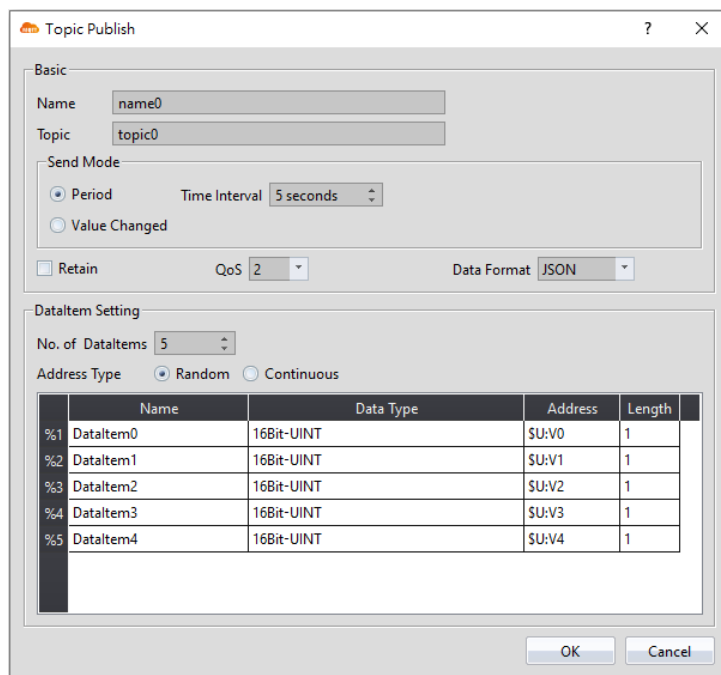 Topic Publish
?
Basic
Name name0
Topic topic0
Send Mode
Period Time Interval 5 seconds
Value Changed
Retain QoS 2 Data Format JSON
DataItem Setting
No. of DataItems 5
Address Type Random Continuous
Name Data Type Address Length
%1 DataItem0 16Bit-UINT $U:V0 1
%2 DataItem1 16Bit-UINT $U:V1 1
%3 DataItem2 16Bit-UINT $U:V2 1
%4 DataItem3 16Bit-UINT $U:V3 1
%5 DataItem4 16Bit-UINT $U:V4 1
OK Cancel